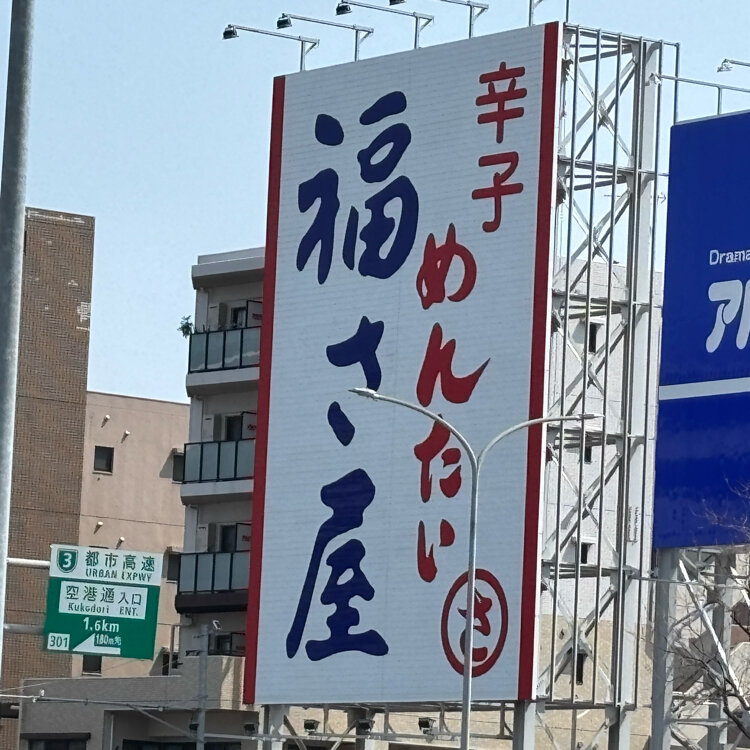 辛子
めんたい
福さ屋
さ
Drama
3 都市高速
URBAN EXPWY
空港通入口
Kukodori ENT.
1.6km
301